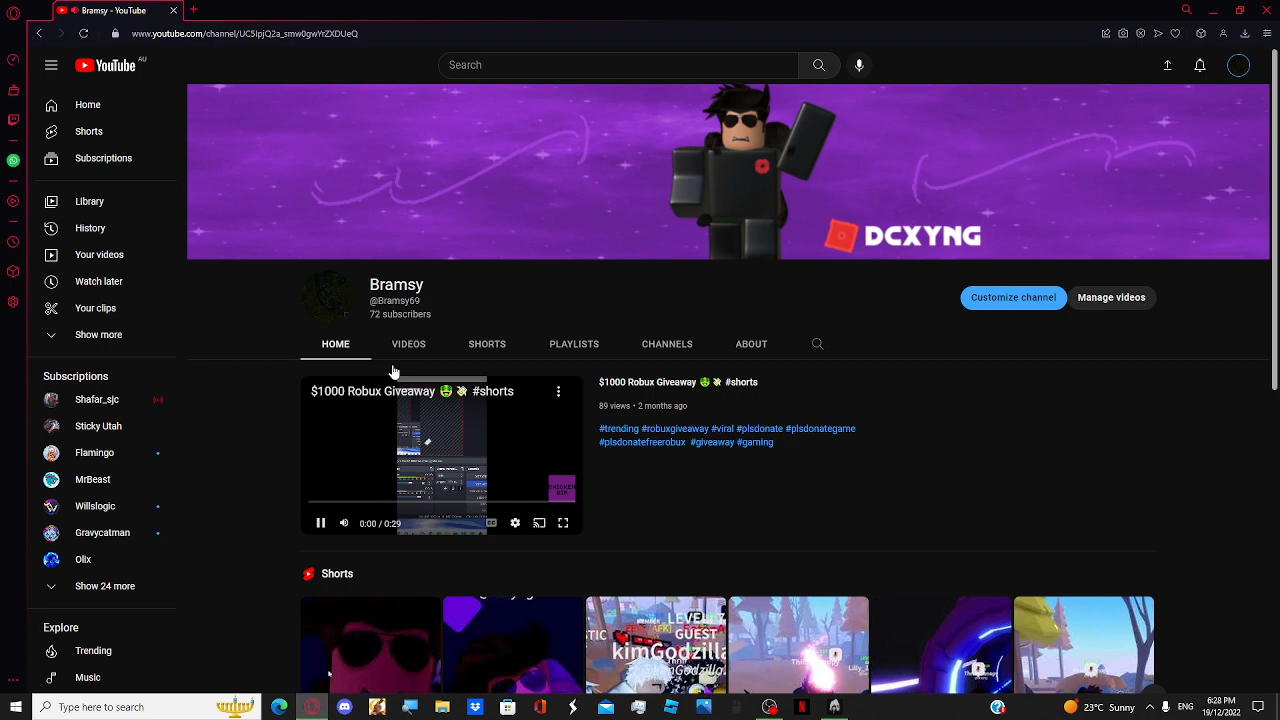 Bramsy - YouTube
www.youtube.com/channel/UC5IpjQ2a_smw0gwYrZXDUeQ
YouTube AU
Search
Home
Shorts
Subscriptions
Library
History
Your videos
Watch later
Your clips
Show more
Subscriptions
Shafar_sjc
Sticky Utah
Flamingo
MrBeast
Willslogic
Gravycatman
Olix
Show 24 more
Explore
Trending
Music
DCXYNG
Bramsy
@Bramsy69
72 subscribers
Customize channel
Manage videos
HOME
VIDEOS
SHORTS
PLAYLISTS
CHANNELS
ABOUT
$1000 Robux Giveaway 🤑 💸 #shorts
0:00 / 0:29
$1000 Robux Giveaway 🤑 💸 #shorts
89 views • 2 months ago
#trending #robuxgiveaway #viral #plsdonate #plsdonategame
#plsdonatefreerobux #giveaway #gaming
Shorts
MEMBER
LEVEL 7
GUEST
kimGodzilla
Type here to search
23°C Sunny
ENG
6:28 PM
19/12/2022